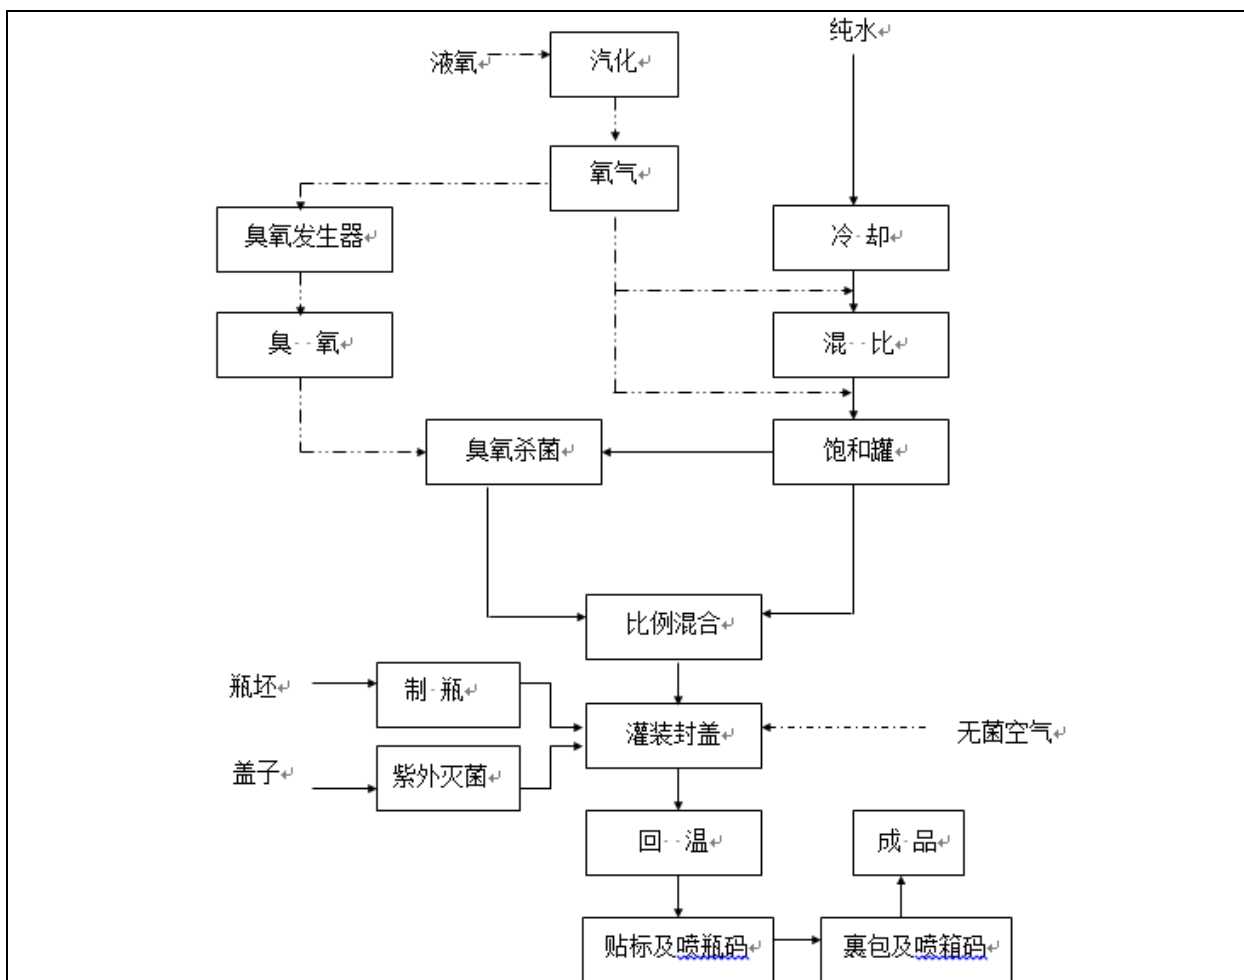 纯水
液氧
汽化
氧气
臭氧发生器
冷却
臭氧
混比
臭氧杀菌
饱和罐
比例混合
瓶坯
制瓶
灌装封盖
无菌空气
盖子
紫外灭菌
回温
成品
贴标及喷瓶码
裹包及喷箱码